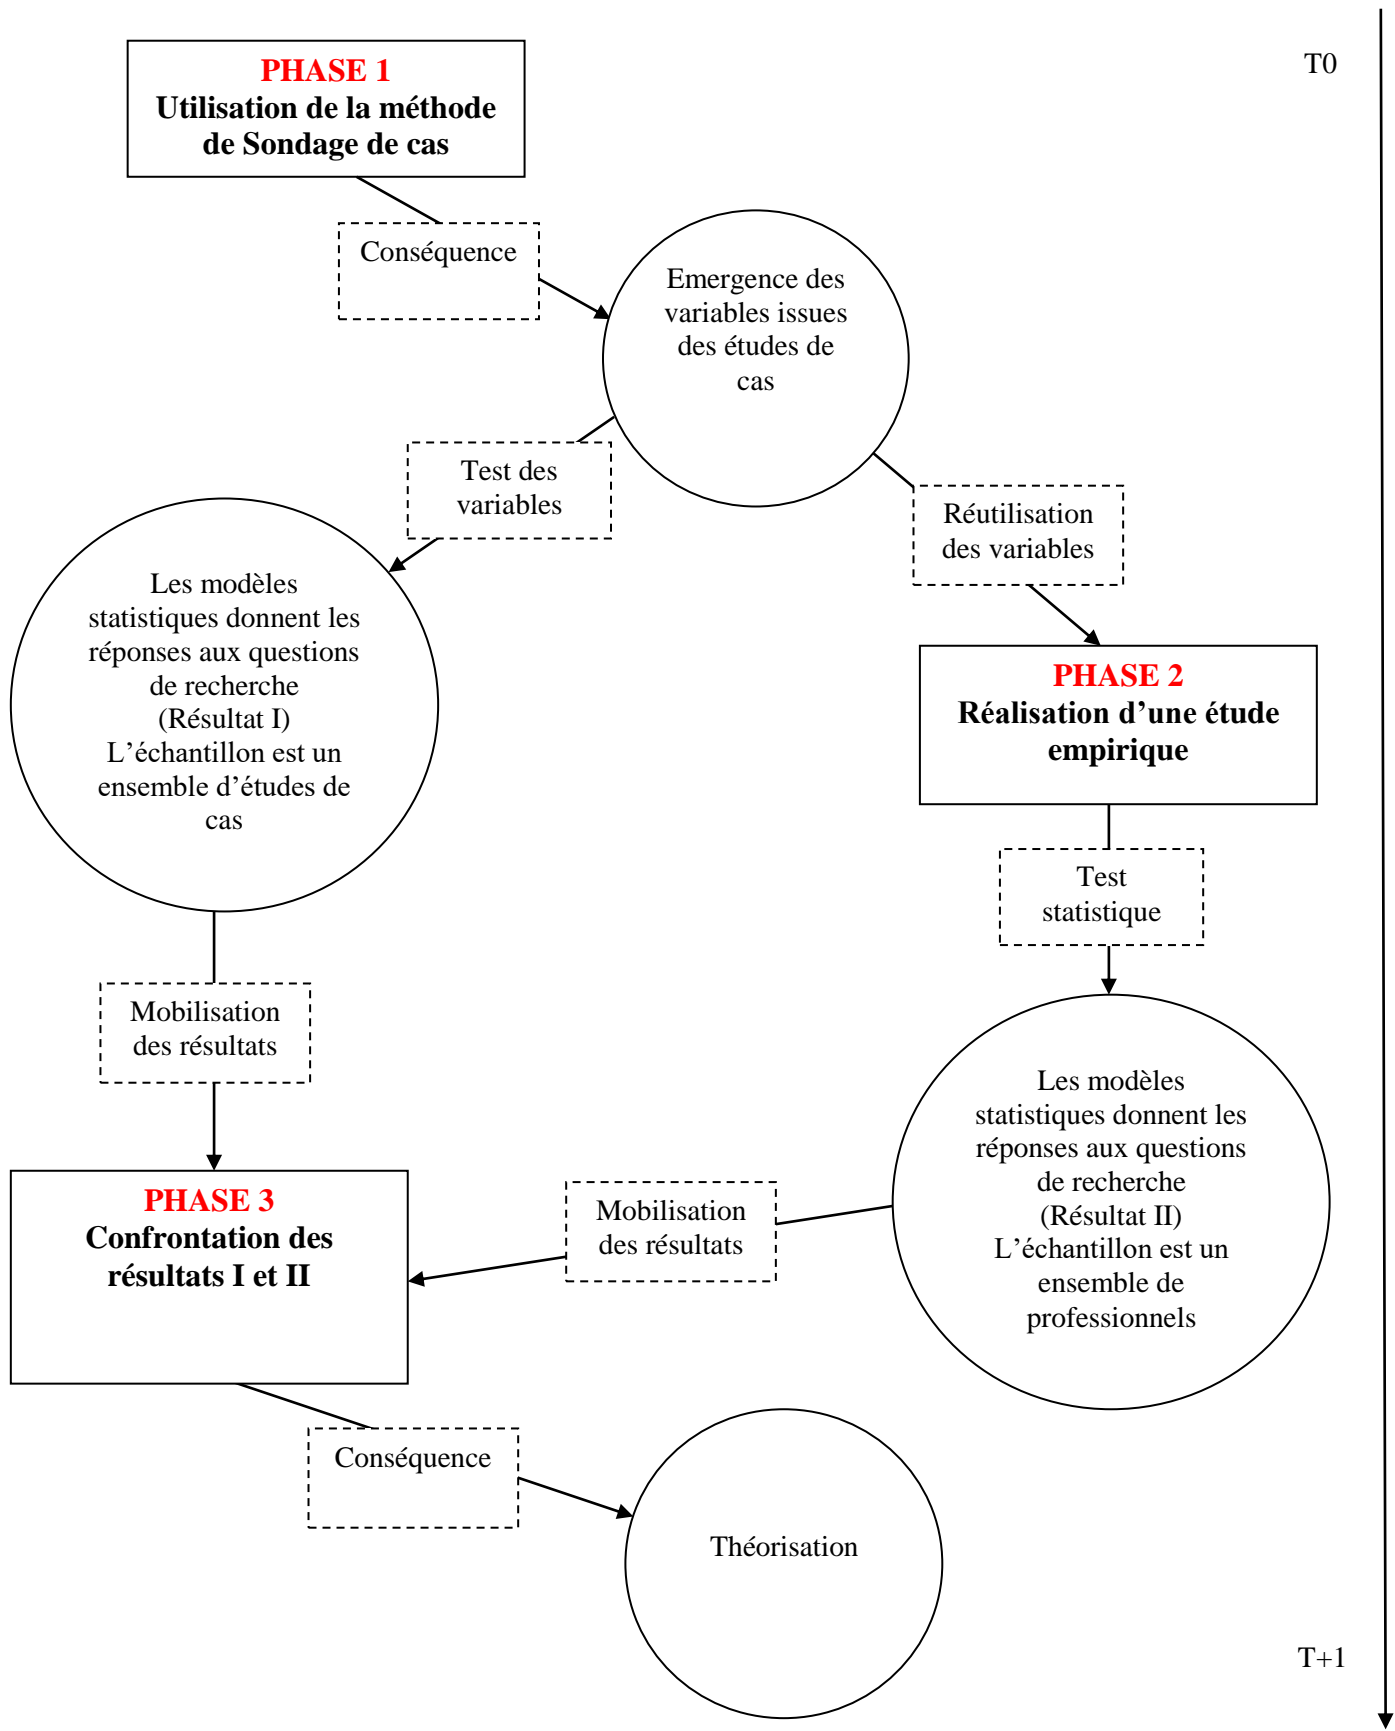 T0
PHASE 1
Utilisation de la méthode
de Sondage de cas
Conséquence
Emergence des
variables issues
des études de
cas
Test des
variables
Réutilisation
des variables
Les modèles
statistiques donnent les
réponses aux questions
de recherche
(Résultat I)
L’échantillon est un
ensemble d’études de
cas
PHASE 2
Réalisation d’une étude
empirique
Test
statistique
Mobilisation
des résultats
Les modèles
statistiques donnent les
réponses aux questions
de recherche
(Résultat II)
L’échantillon est un
ensemble de
professionnels
PHASE 3
Confrontation des
résultats I et II
Mobilisation
des résultats
Conséquence
Théorisation
T+1